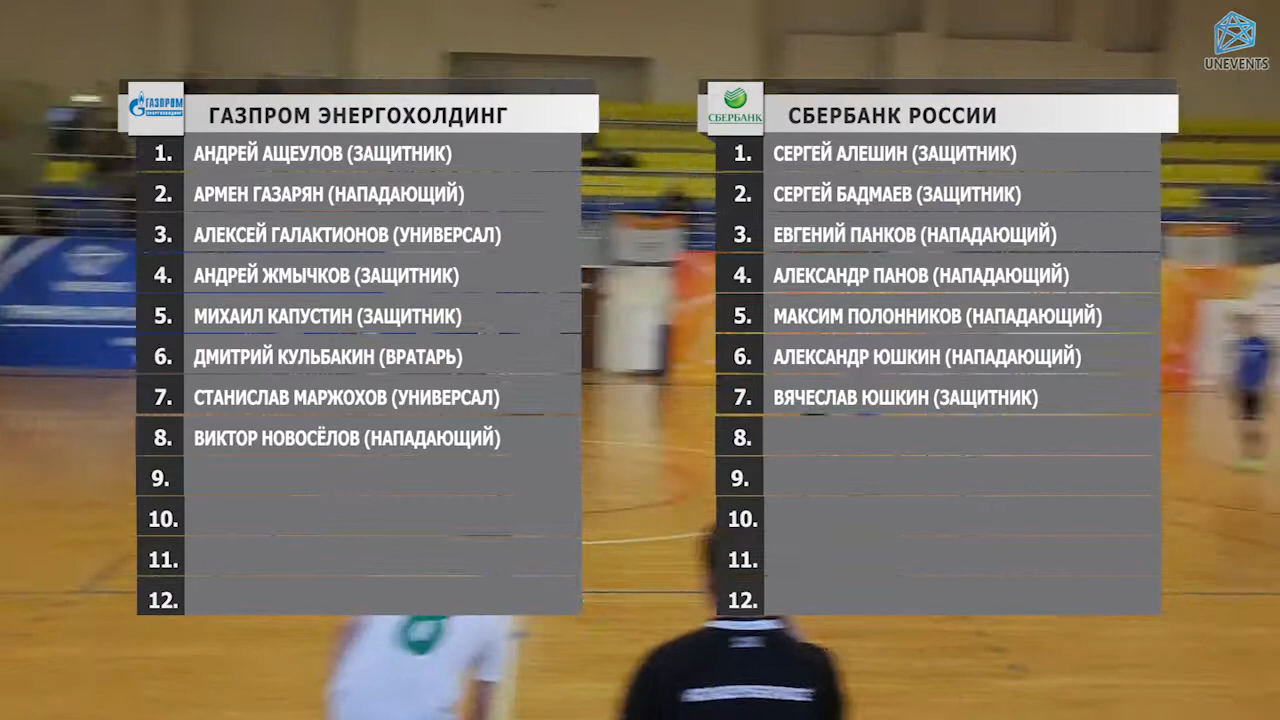 UNEVENTS
ГАЗПРОМ
ЭНЕРГОХОЛДИНГ
ГАЗПРОМ ЭНЕРГОХОЛДИНГ
1. АНДРЕЙ АЩЕУЛОВ (ЗАЩИТНИК)
2. АРМЕН ГАЗАРЯН (НАПАДАЮЩИЙ)
3. АЛЕКСЕЙ ГАЛАКТИОНОВ (УНИВЕРСАЛ)
4. АНДРЕЙ ЖМЫЧКОВ (ЗАЩИТНИК)
5. МИХАИЛ КАПУСТИН (ЗАЩИТНИК)
6. ДМИТРИЙ КУЛЬБАКИН (ВРАТАРЬ)
7. СТАНИСЛАВ МАРЖОХОВ (УНИВЕРСАЛ)
8. ВИКТОР НОВОСЁЛОВ (НАПАДАЮЩИЙ)
9.
10.
11.
12.
СБЕРБАНК
СБЕРБАНК РОССИИ
1. СЕРГЕЙ АЛЕШИН (ЗАЩИТНИК)
2. СЕРГЕЙ БАДМАЕВ (ЗАЩИТНИК)
3. ЕВГЕНИЙ ПАНКОВ (НАПАДАЮЩИЙ)
4. АЛЕКСАНДР ПАНОВ (НАПАДАЮЩИЙ)
5. МАКСИМ ПОЛОННИКОВ (НАПАДАЮЩИЙ)
6. АЛЕКСАНДР ЮШКИН (НАПАДАЮЩИЙ)
7. ВЯЧЕСЛАВ ЮШКИН (ЗАЩИТНИК)
8.
9.
10.
11.
12.